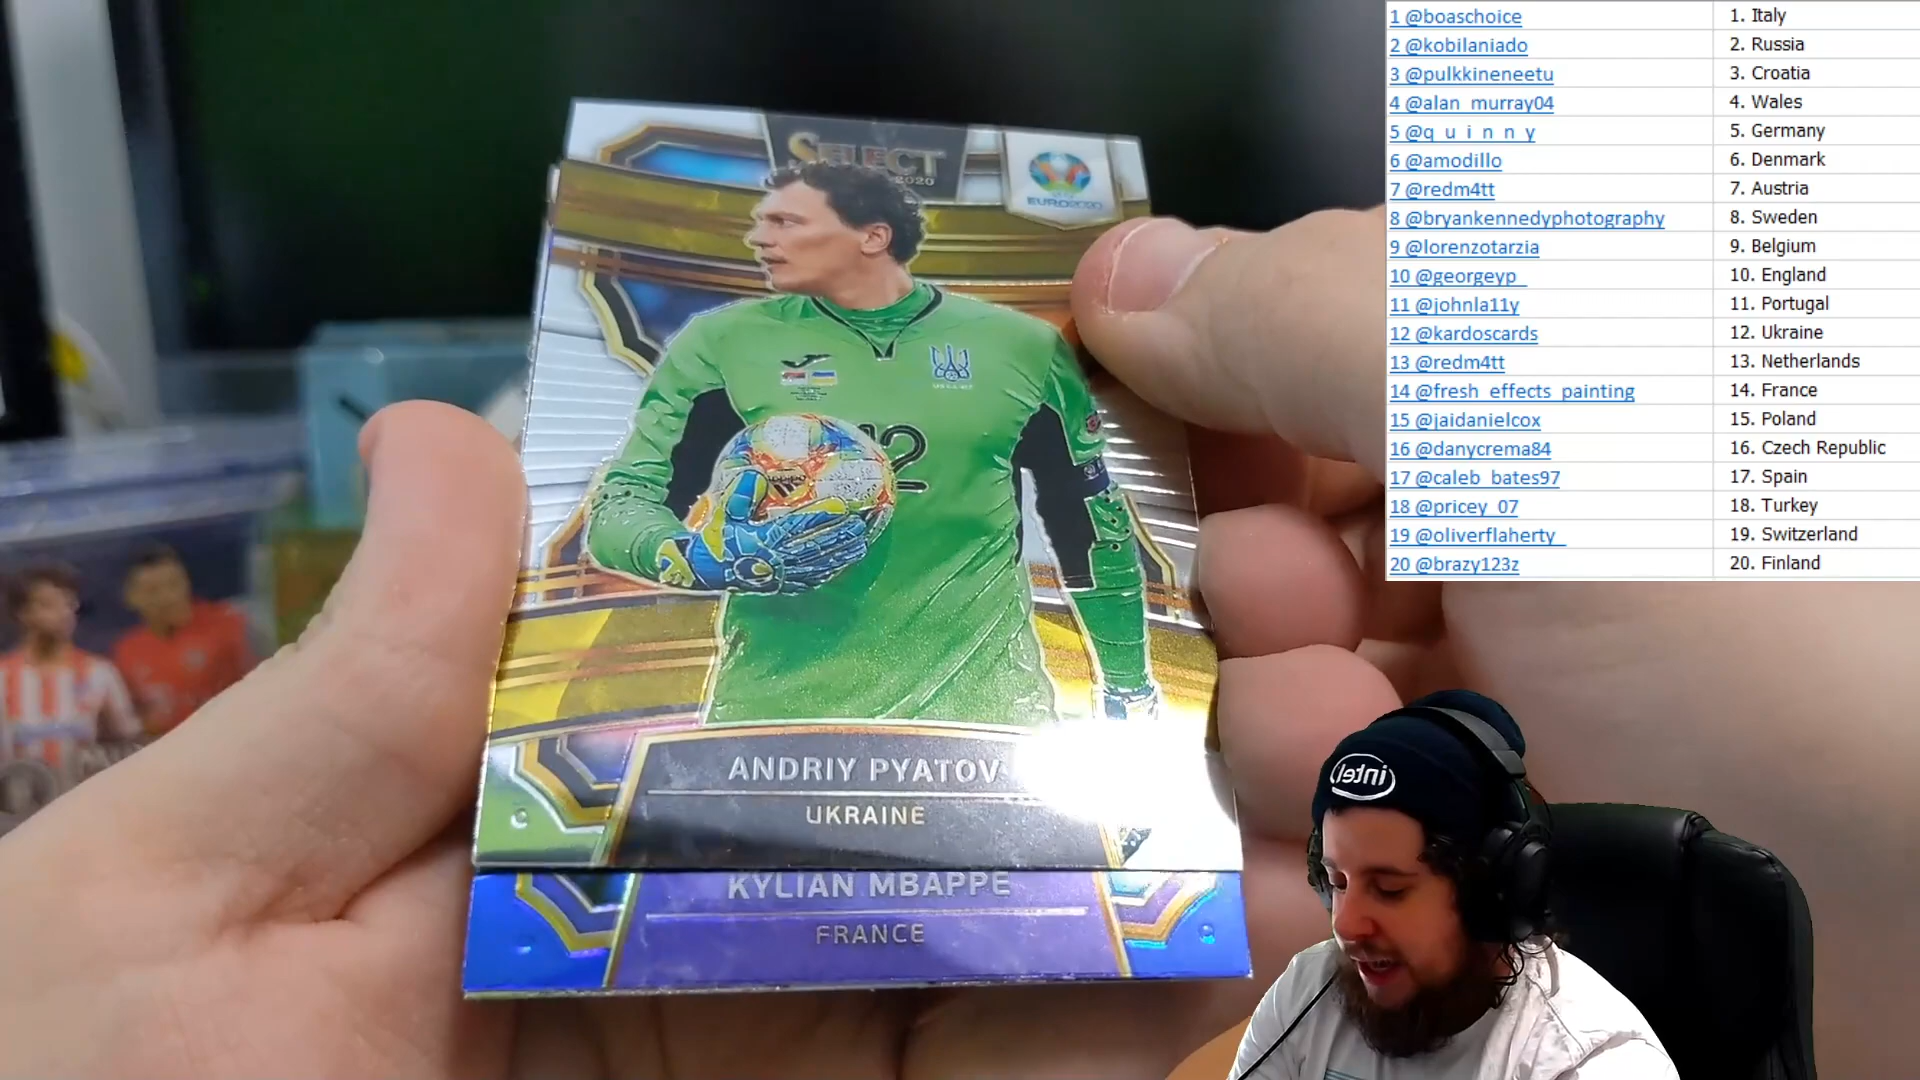 SELECT
2020
EURO2020
12
ANDRIY PYATOV
UKRAINE
KYLIAN MBAPPE
FRANCE
intel
1 @boaschoice 1. Italy
2 @kobilaniado 2. Russia
3 @pulkkineneetu 3. Croatia
4 @alan_murray04 4. Wales
5 @q_u_i_n_n_y 5. Germany
6 @amodillo 6. Denmark
7 @redm4tt 7. Austria
8 @bryankennedyphotography 8. Sweden
9 @lorenzotarzia 9. Belgium
10 @georgeyp_ 10. England
11 @johnla11y 11. Portugal
12 @kardoscards 12. Ukraine
13 @redm4tt 13. Netherlands
14 @fresh_effects_painting 14. France
15 @jaidanielcox 15. Poland
16 @danycrema84 16. Czech Republic
17 @caleb_bates97 17. Spain
18 @pricey_07 18. Turkey
19 @oliverflaherty_ 19. Switzerland
20 @brazy123z 20. Finland